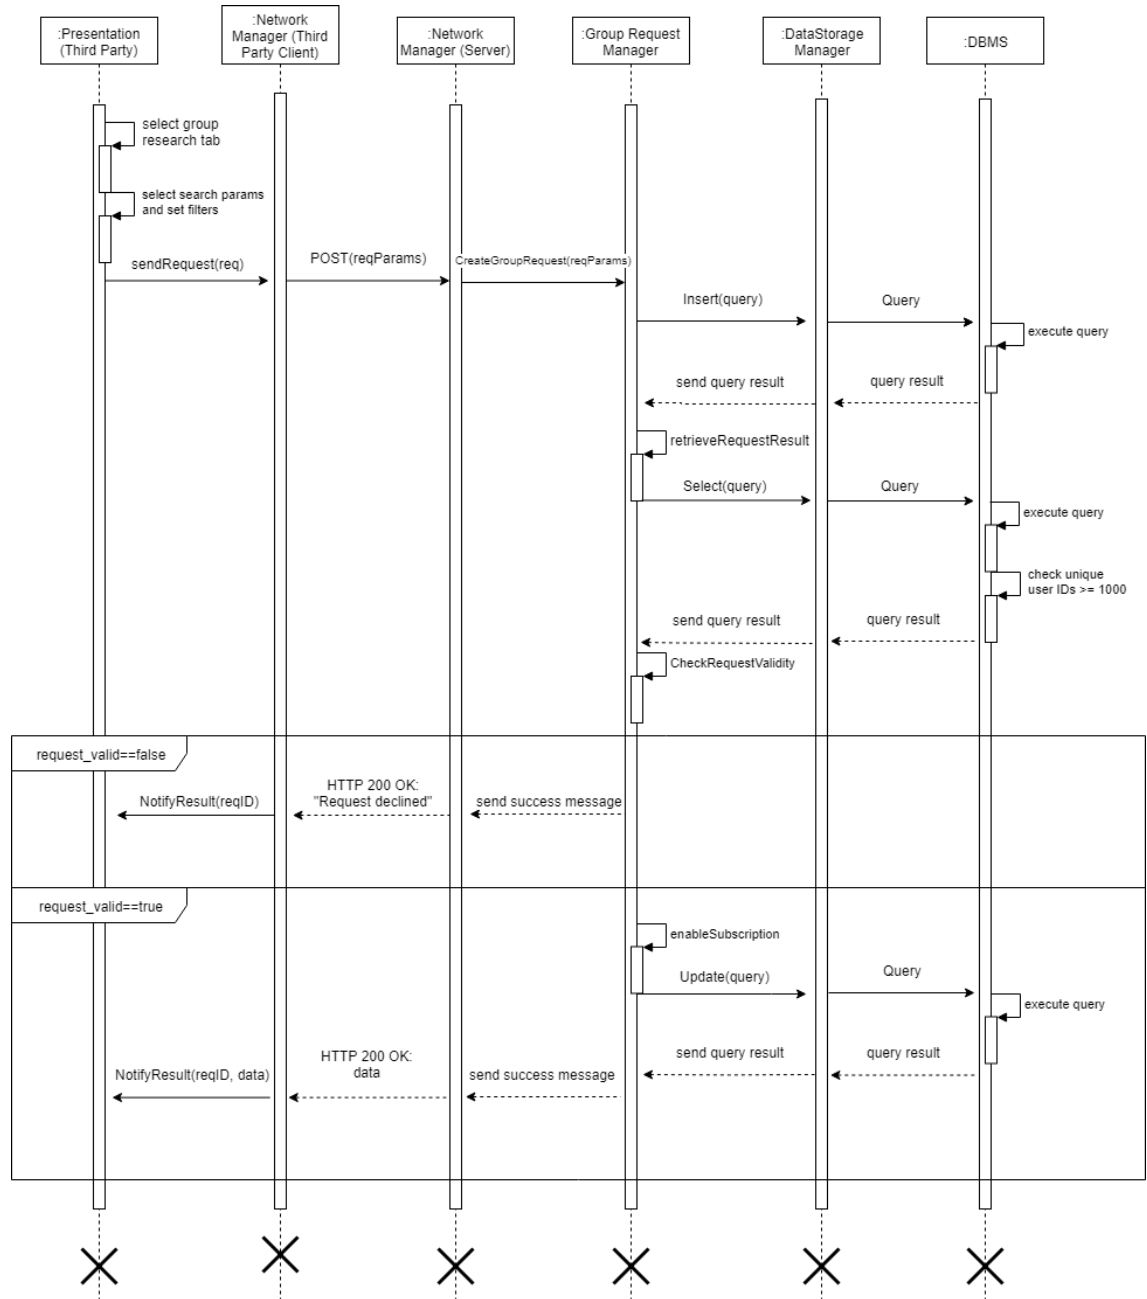 :Presentation
(Third Party)
:Network
Manager (Third
Party Client)
:Network
Manager (Server)
:Group Request
Manager
:DataStorage
Manager
:DBMS
select group
research tab
select search params
and set filters
sendRequest(req)
POST(reqParams)
CreateGroupRequest(reqParams)
Insert(query)
Query
execute query
send query result
query result
retrieveRequestResult
Select(query)
Query
execute query
check unique
user IDs >= 1000
send query result
query result
CheckRequestValidity
request_valid==false
NotifyResult(reqID)
HTTP 200 OK:
"Request declined"
send success message
request_valid==true
enableSubscription
Update(query)
Query
execute query
send query result
query result
NotifyResult(reqID, data)
HTTP 200 OK:
data
send success message